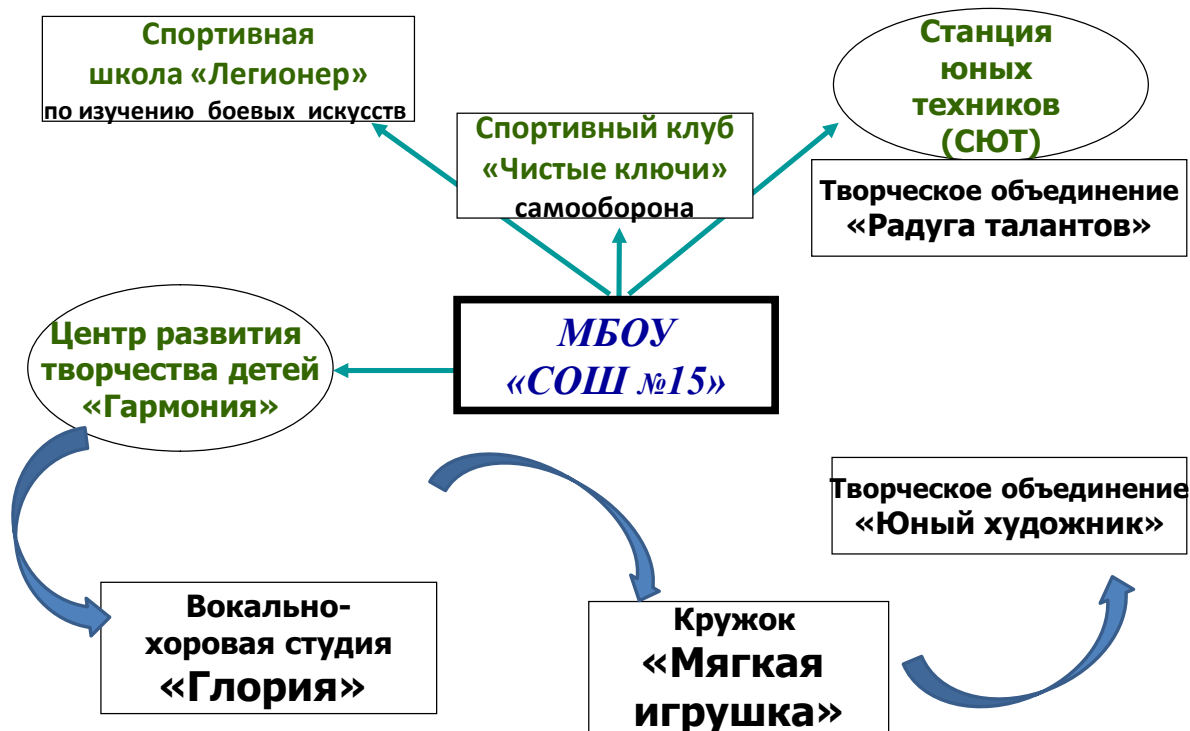 Спортивная
школа «Легионер»
по изучению боевых искусств
Спортивный клуб
«Чистые ключи»
самооборона
Станция
юных
техников
(СЮТ)
Творческое объединение
«Радуга талантов»
Центр развития
творчества детей
«Гармония»
МБОУ
«СОШ №15»
Творческое объединение
«Юный художник»
Вокально-
хоровая студия
«Глория»
Кружок
«Мягкая
игрушка»